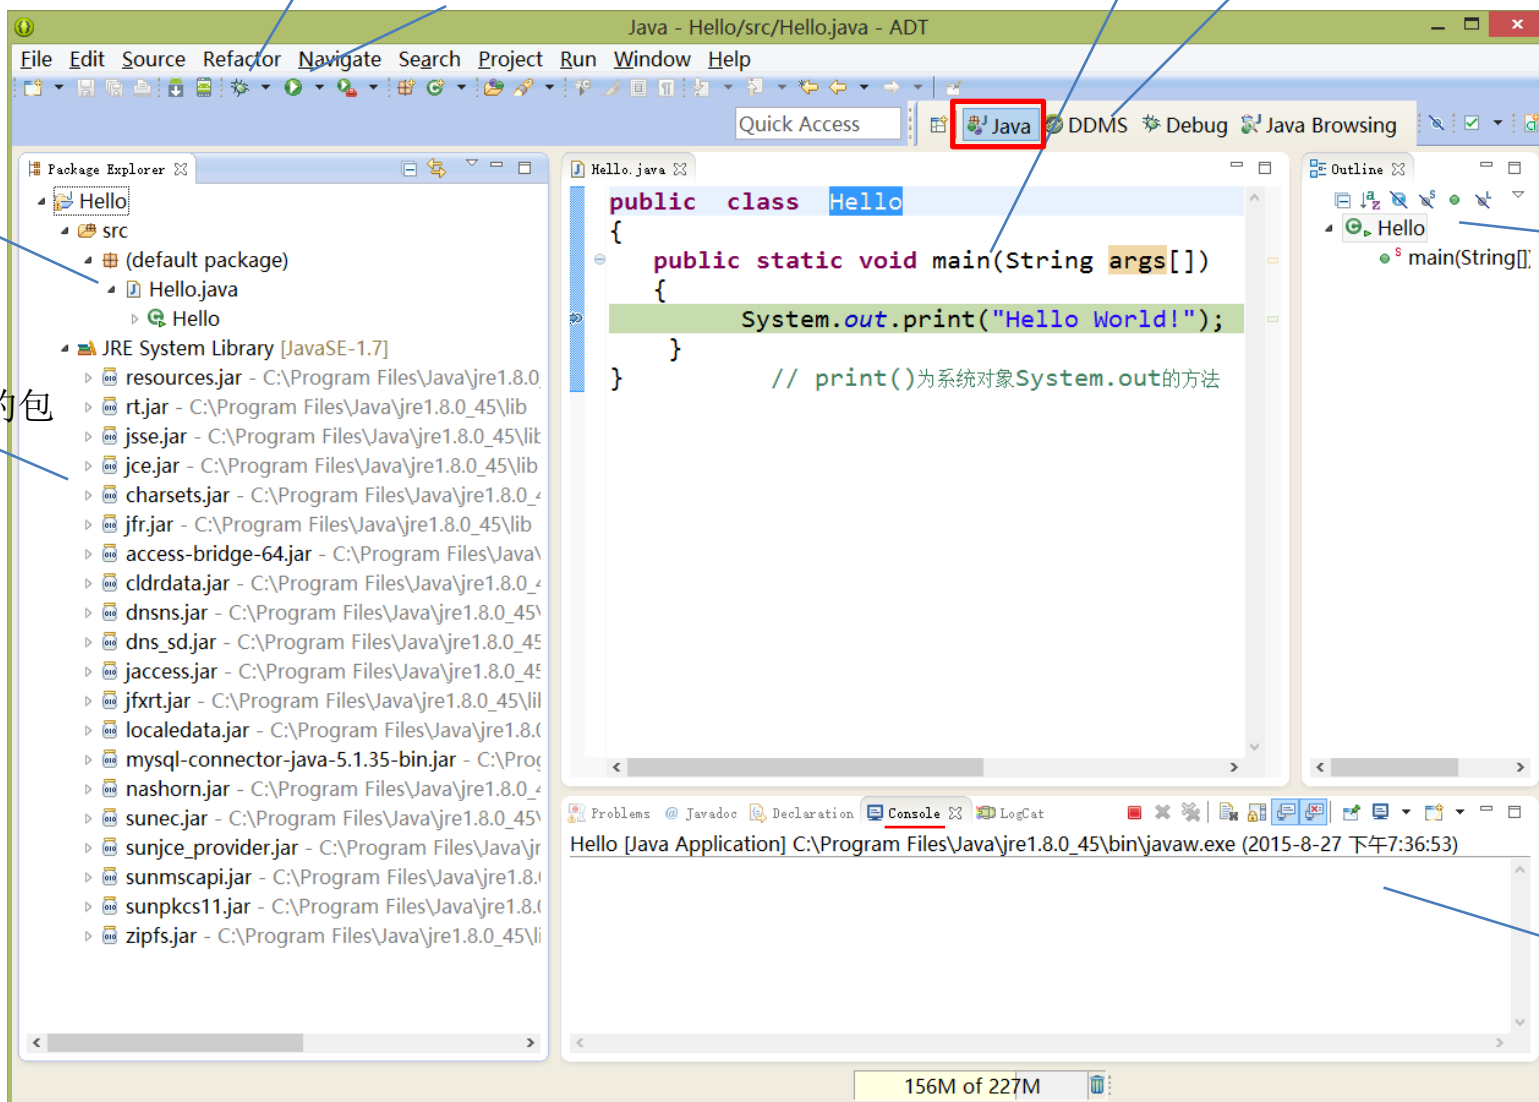 Java - Hello/src/Hello.java - ADT
File Edit Source Refactor Navigate Search Project Run Window Help
Quick Access
Java DDMS Debug Java Browsing
Package Explorer
Hello
src
(default package)
Hello.java
Hello
JRE System Library [JavaSE-1.7]
resources.jar - C:\Program Files\Java\jre1.8.0
rt.jar - C:\Program Files\Java\jre1.8.0_45\lib
jsse.jar - C:\Program Files\Java\jre1.8.0_45\lib
jce.jar - C:\Program Files\Java\jre1.8.0_45\lib
charsets.jar - C:\Program Files\Java\jre1.8.0_4
jfr.jar - C:\Program Files\Java\jre1.8.0_45\lib
access-bridge-64.jar - C:\Program Files\Java\
cldrdata.jar - C:\Program Files\Java\jre1.8.0_4
dnsns.jar - C:\Program Files\Java\jre1.8.0_45\
dns_sd.jar - C:\Program Files\Java\jre1.8.0_45
jaccess.jar - C:\Program Files\Java\jre1.8.0_45
jfxrt.jar - C:\Program Files\Java\jre1.8.0_45\lil
localedata.jar - C:\Program Files\Java\jre1.8.0
mysql-connector-java-5.1.35-bin.jar - C:\Prog
nashorn.jar - C:\Program Files\Java\jre1.8.0_4
sunec.jar - C:\Program Files\Java\jre1.8.0_45\
sunjce_provider.jar - C:\Program Files\Java\jr
sunmscapi.jar - C:\Program Files\Java\jre1.8.
sunpkcs11.jar - C:\Program Files\Java\jre1.8.
zipfs.jar - C:\Program Files\Java\jre1.8.0_45\li
的包
Hello.java
public class Hello
{
public static void main(String args[])
{
System.out.print("Hello World!");
}
} // print()为系统对象System.out的方法
Outline
Hello
main(String[])
Problems @ Javadoc Declaration Console LogCat
Hello [Java Application] C:\Program Files\Java\jre1.8.0_45\bin\javaw.exe (2015-8-27 下午7:36:53)
156M of 227M